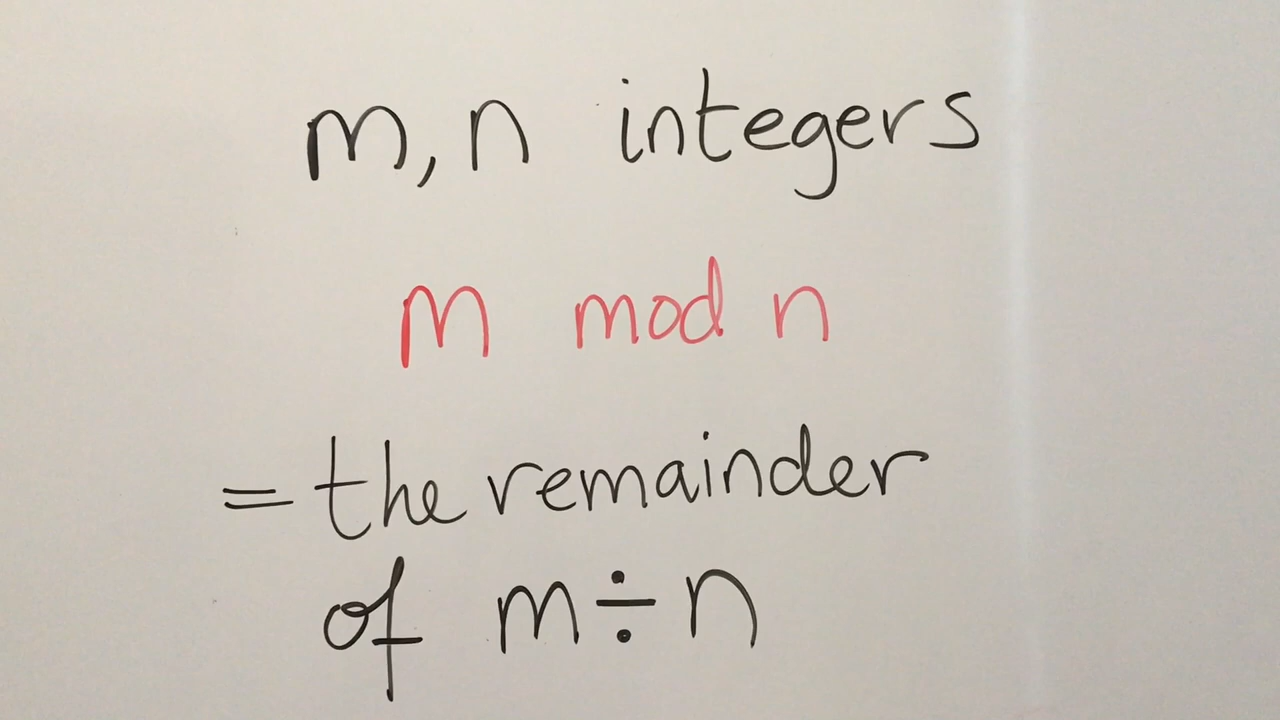 m, n integers
m mod n
= the remainder
of m ÷ n